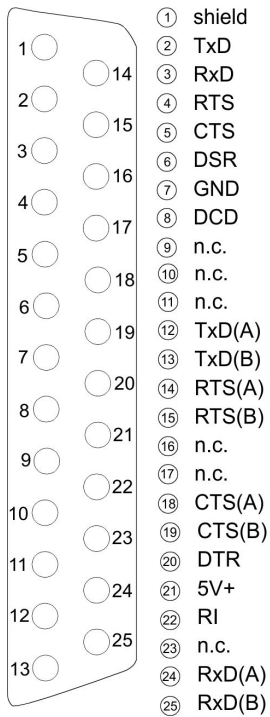 1 shield
2 TxD
3 RxD
4 RTS
5 CTS
6 DSR
7 GND
8 DCD
9 n.c.
10 n.c.
11 n.c.
12 TxD(A)
13 TxD(B)
14 RTS(A)
15 RTS(B)
16 n.c.
17 n.c.
18 CTS(A)
19 CTS(B)
20 DTR
21 5V+
22 RI
23 n.c.
24 RxD(A)
25 RxD(B)
1
14
2
15
3
16
4
17
5
18
6
19
7
20
8
21
9
22
10
23
11
24
12
25
13